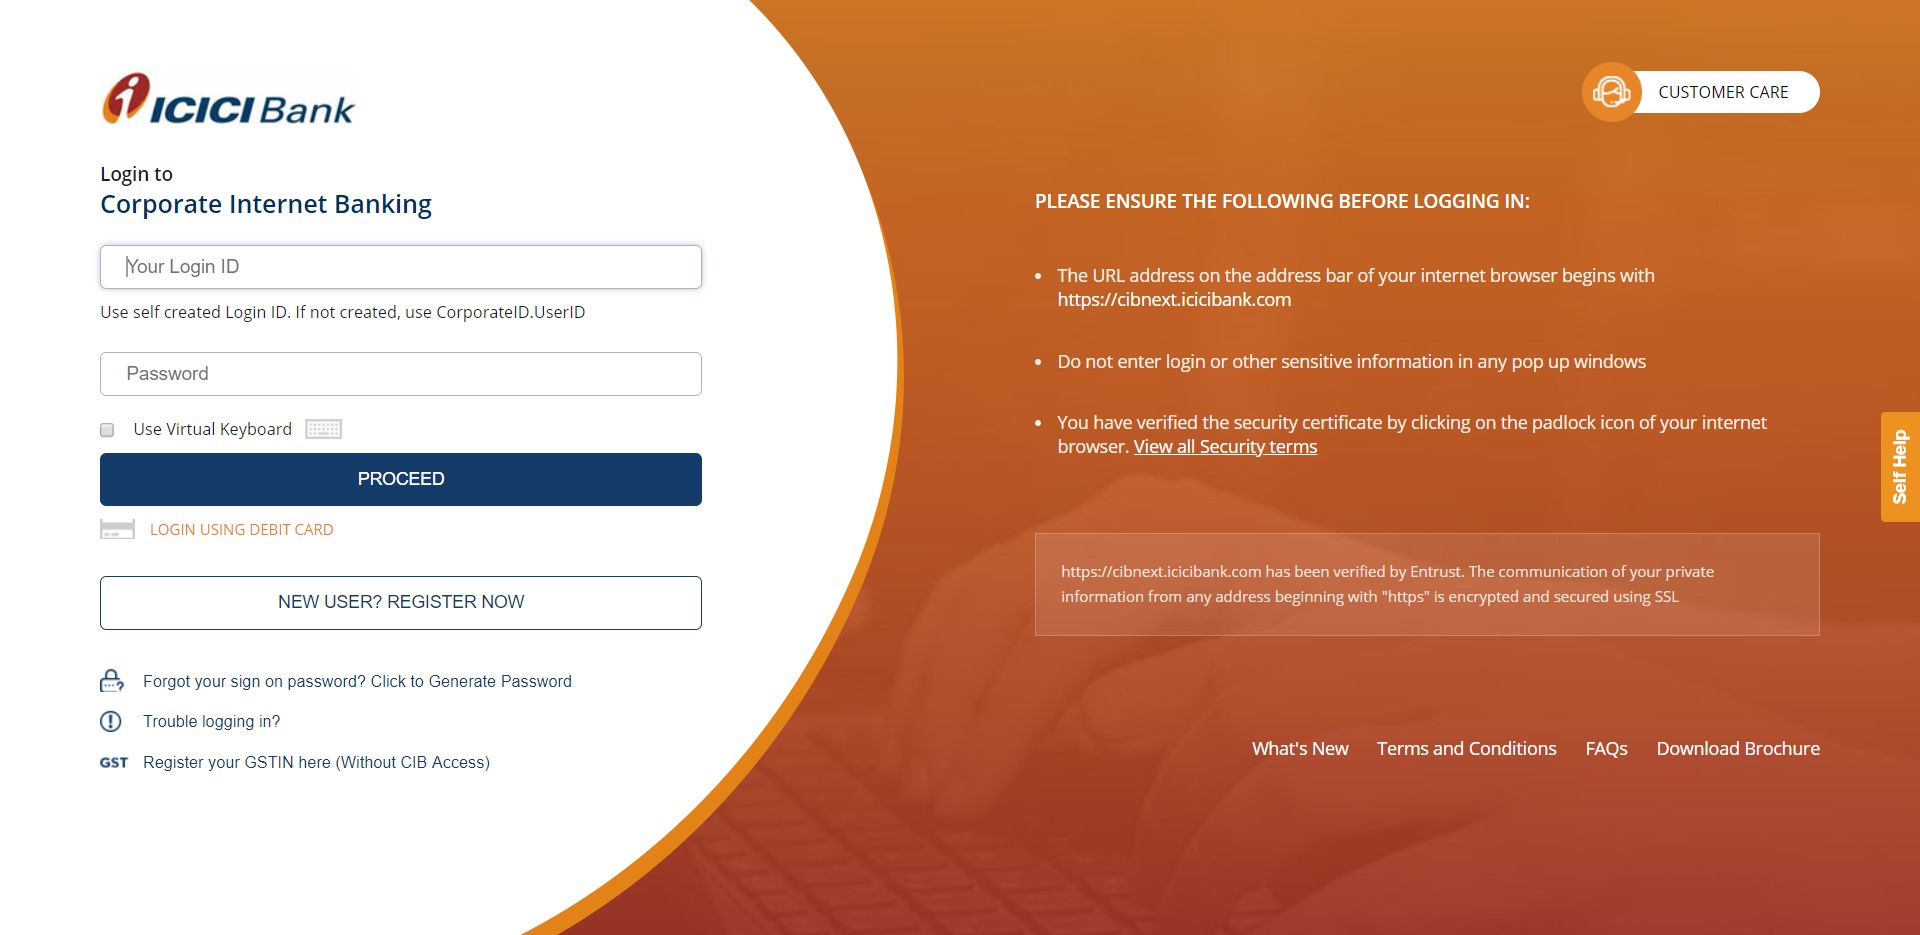 ICICI Bank
Login to
Corporate Internet Banking
Your Login ID
Use self created Login ID. If not created, use CorporateID.UserID
Password
Use Virtual Keyboard
PROCEED
LOGIN USING DEBIT CARD
NEW USER? REGISTER NOW
Forgot your sign on password? Click to Generate Password
Trouble logging in?
GST Register your GSTIN here (Without CIB Access)
CUSTOMER CARE
PLEASE ENSURE THE FOLLOWING BEFORE LOGGING IN:
• The URL address on the address bar of your internet browser begins with
https://cibnext.icicibank.com
• Do not enter login or other sensitive information in any pop up windows
• You have verified the security certificate by clicking on the padlock icon of your internet
browser. View all Security terms
Self Help
https://cibnext.icicibank.com has been verified by Entrust. The communication of your private
information from any address beginning with "https" is encrypted and secured using SSL
What's New Terms and Conditions FAQs Download Brochure